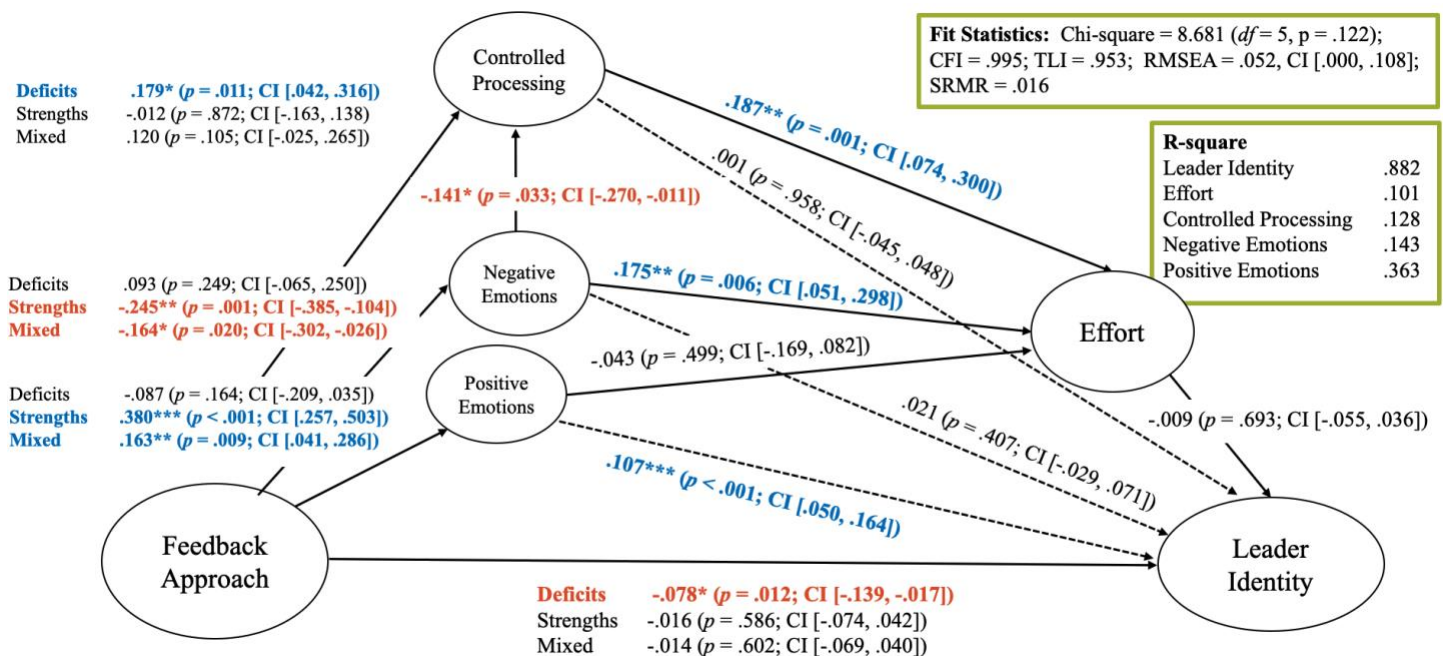 Controlled
Processing
Fit Statistics: Chi-square = 8.681 (df = 5, p = .122);
CFI = .995; TLI = .953; RMSEA = .052, CI [.000, .108];
SRMR = .016
Deficits .179* (p = .011; CI [.042, .316])
Strengths -.012 (p = .872; CI [-.163, .138)
Mixed .120 (p = .105; CI [-.025, .265])
.187** (p = .001; CI [.074, .300])
R-square
Leader Identity .882
Effort .101
Controlled Processing .128
Negative Emotions .143
Positive Emotions .363
.001 (p = .958; CI [-.045, .048])
-.141* (p = .033; CI [-.270, -.011])
Deficits .093 (p = .249; CI [-.065, .250])
Strengths -.245** (p = .001; CI [-.385, -.104])
Mixed -.164* (p = .020; CI [-.302, -.026])
Negative
Emotions
.175** (p = .006; CI [.051, .298])
Effort
-.043 (p = .499; CI [-.169, .082])
Deficits -.087 (p = .164; CI [-.209, .035])
Strengths .380*** (p < .001; CI [.257, .503])
Mixed .163** (p = .009; CI [.041, .286])
Positive
Emotions
.021 (p = .407; CI [-.029, .071])
-.009 (p = .693; CI [-.055, .036])
.107*** (p < .001; CI [.050, .164])
Feedback
Approach
Leader
Identity
Deficits -.078* (p = .012; CI [-.139, -.017])
Strengths -.016 (p = .586; CI [-.074, .042])
Mixed -.014 (p = .602; CI [-.069, .040])